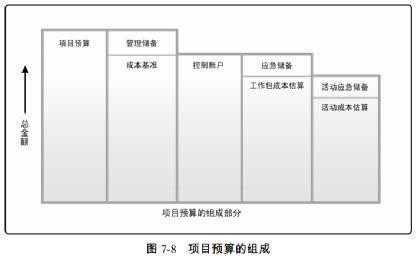 项目预算
管理储备
成本基准
控制账户
应急储备
工作包成本估算
活动应急储备
活动成本估算
总金额
项目预算的组成部分
图 7-8 项目预算的组成